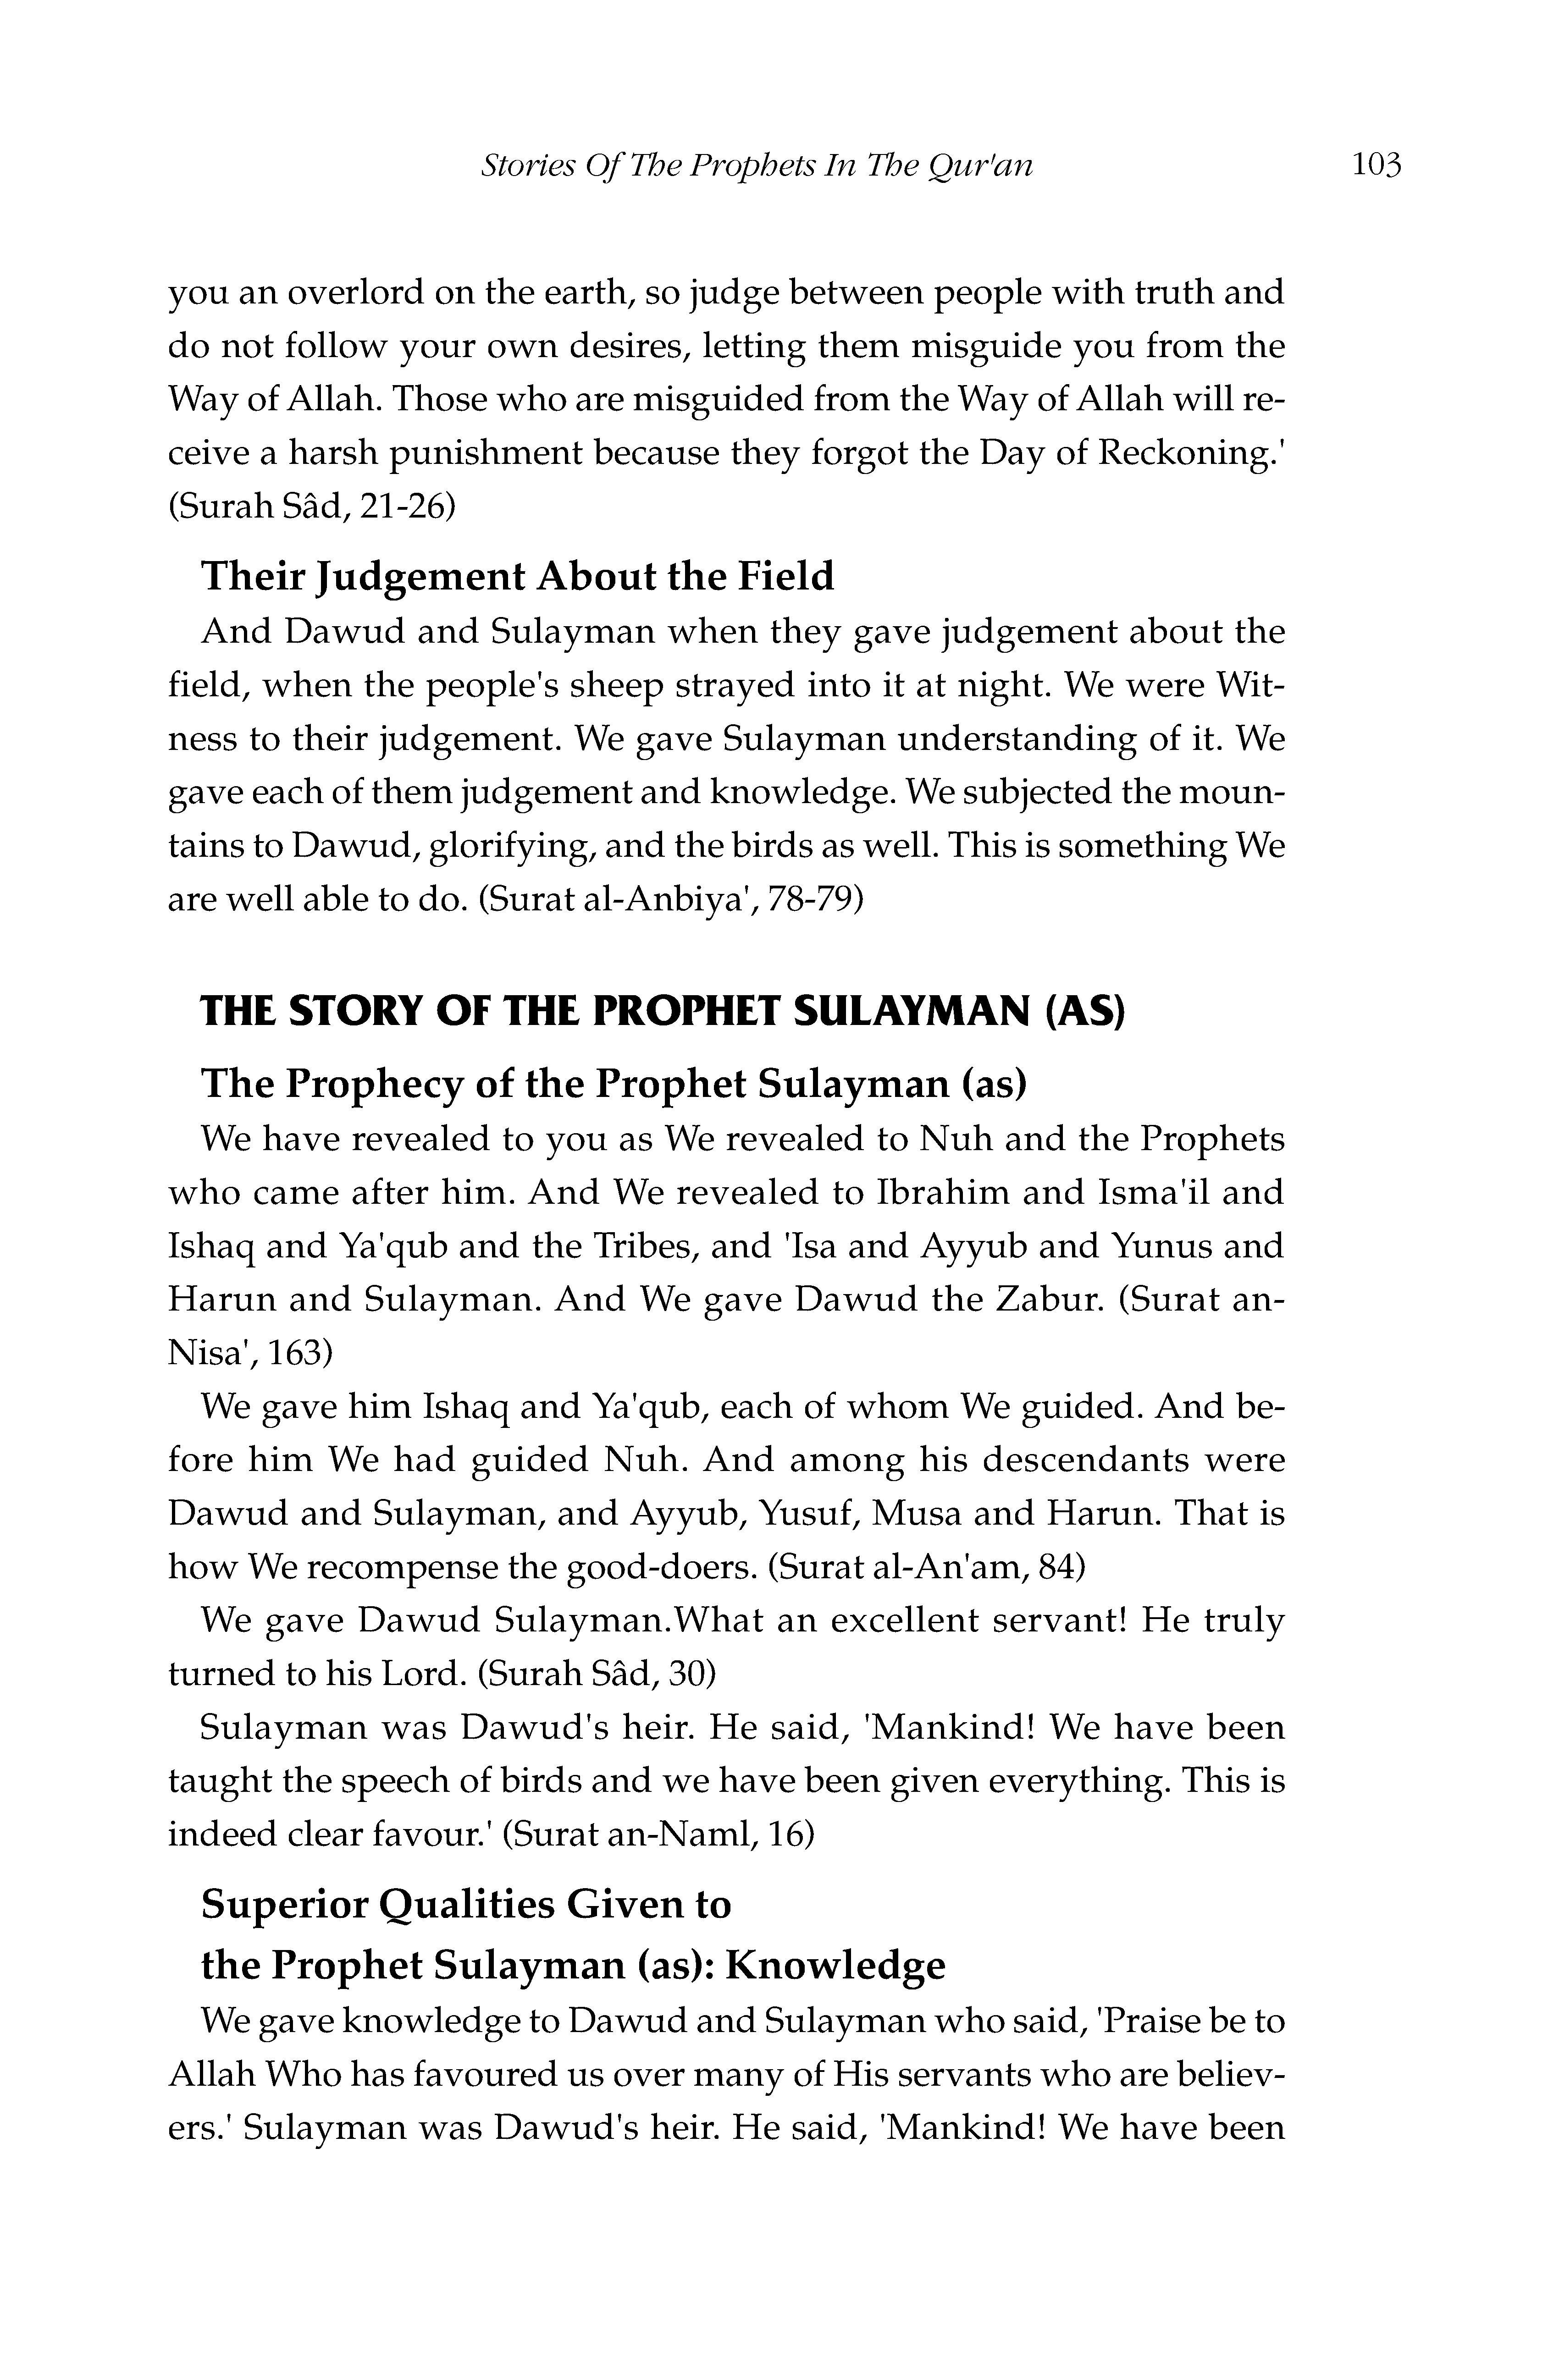 Stories Of The Prophets In The Qur'an 103
you an overlord on the earth, so judge between people with truth and
do not follow your own desires, letting them misguide you from the
Way of Allah. Those who are misguided from the Way of Allah will re-
ceive a harsh punishment because they forgot the Day of Reckoning.'
(Surah Sâd, 21-26)
Their Judgement About the Field
And Dawud and Sulayman when they gave judgement about the
field, when the people's sheep strayed into it at night. We were Wit-
ness to their judgement. We gave Sulayman understanding of it. We
gave each of them judgement and knowledge. We subjected the moun-
tains to Dawud, glorifying, and the birds as well. This is something We
are well able to do. (Surat al-Anbiya', 78-79)
THE STORY OF THE PROPHET SULAYMAN (AS)
The Prophecy of the Prophet Sulayman (as)
We have revealed to you as We revealed to Nuh and the Prophets
who came after him. And We revealed to Ibrahim and Isma'il and
Ishaq and Ya'qub and the Tribes, and 'Isa and Ayyub and Yunus and
Harun and Sulayman. And We gave Dawud the Zabur. (Surat an-
Nisa', 163)
We gave him Ishaq and Ya'qub, each of whom We guided. And be-
fore him We had guided Nuh. And among his descendants were
Dawud and Sulayman, and Ayyub, Yusuf, Musa and Harun. That is
how We recompense the good-doers. (Surat al-An'am, 84)
We gave Dawud Sulayman.What an excellent servant! He truly
turned to his Lord. (Surah Sâd, 30)
Sulayman was Dawud's heir. He said, 'Mankind! We have been
taught the speech of birds and we have been given everything. This is
indeed clear favour.' (Surat an-Naml, 16)
Superior Qualities Given to
the Prophet Sulayman (as): Knowledge
We gave knowledge to Dawud and Sulayman who said, 'Praise be to
Allah Who has favoured us over many of His servants who are believ-
ers.' Sulayman was Dawud's heir. He said, 'Mankind! We have been